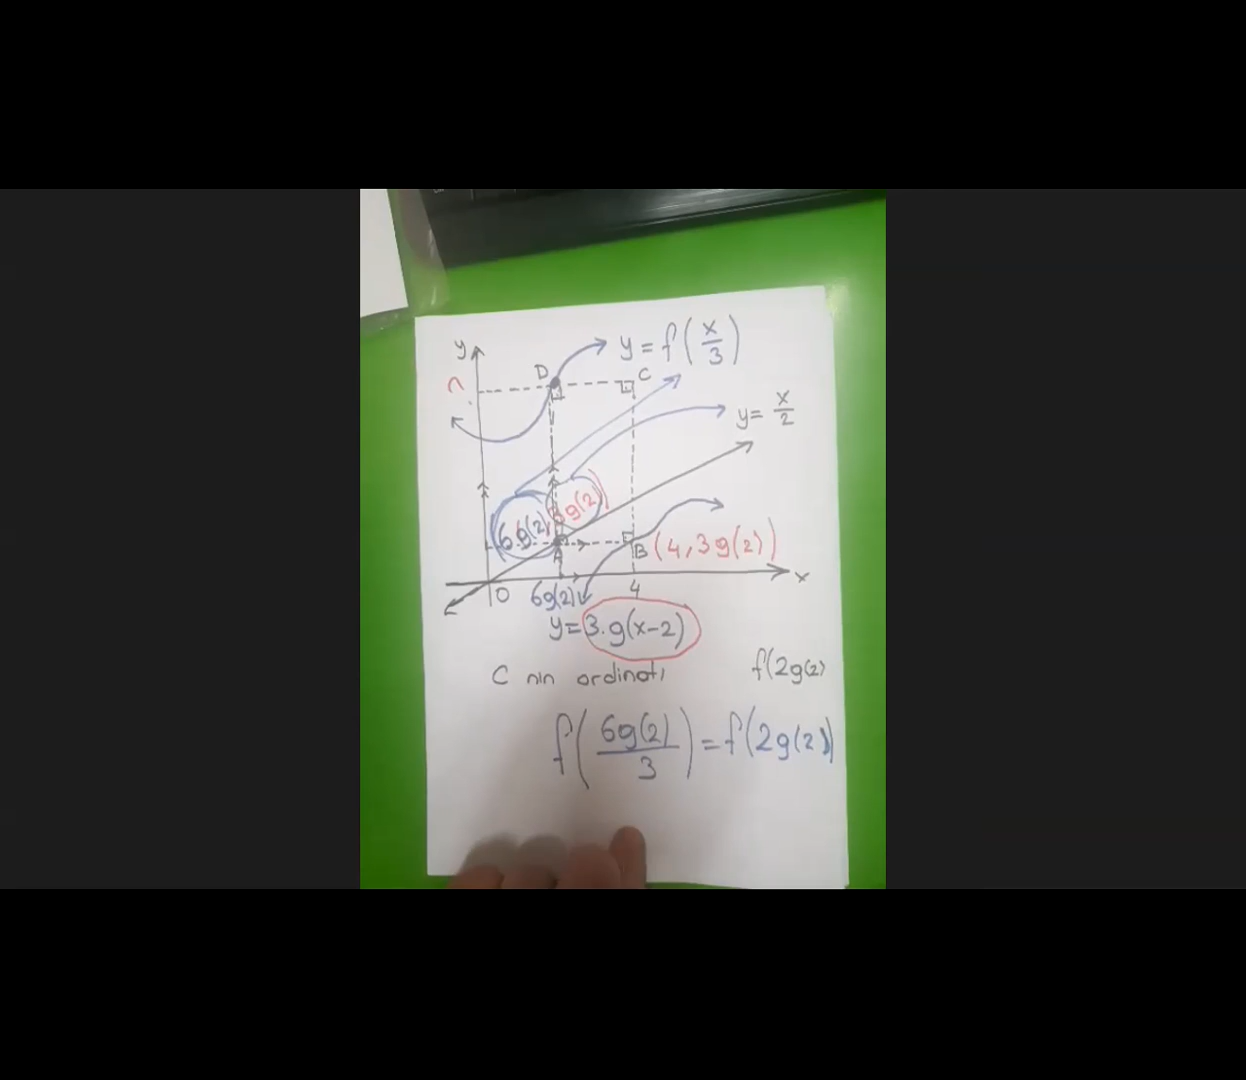 y
y = f(x/3)
D
C
y = x/2
(6g(2), 3g(2))
A
B
(4, 3g(2))
x
O
6g(2)
4
y = 3.g(x-2)
C nin ordinatı
f(2g(2)
f(6g(2)/3) = f(2g(2))